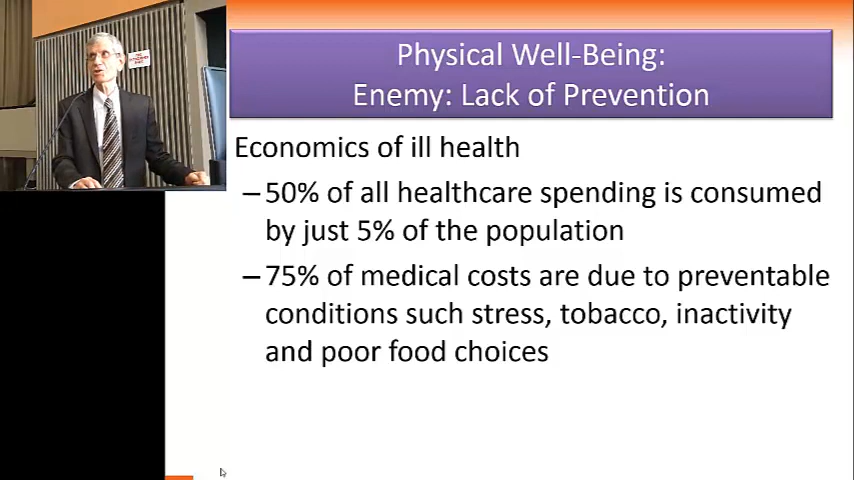 Physical Well-Being:
Enemy: Lack of Prevention
Economics of ill health
–50% of all healthcare spending is consumed
by just 5% of the population
–75% of medical costs are due to preventable
conditions such stress, tobacco, inactivity
and poor food choices